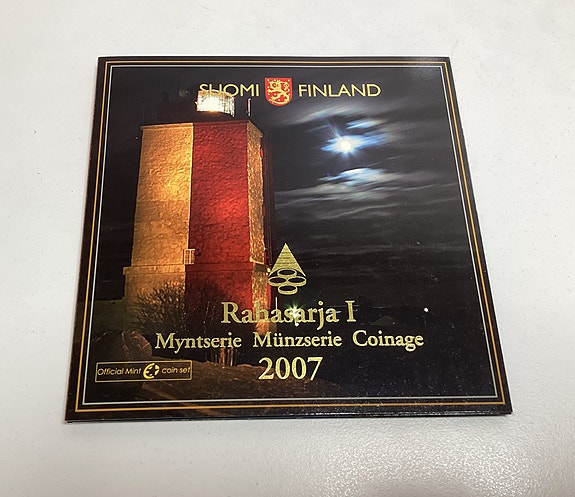 SUOMI FINLAND
Rahasarja I
Myntserie Münzserie Coinage
2007
Official Mint coin set